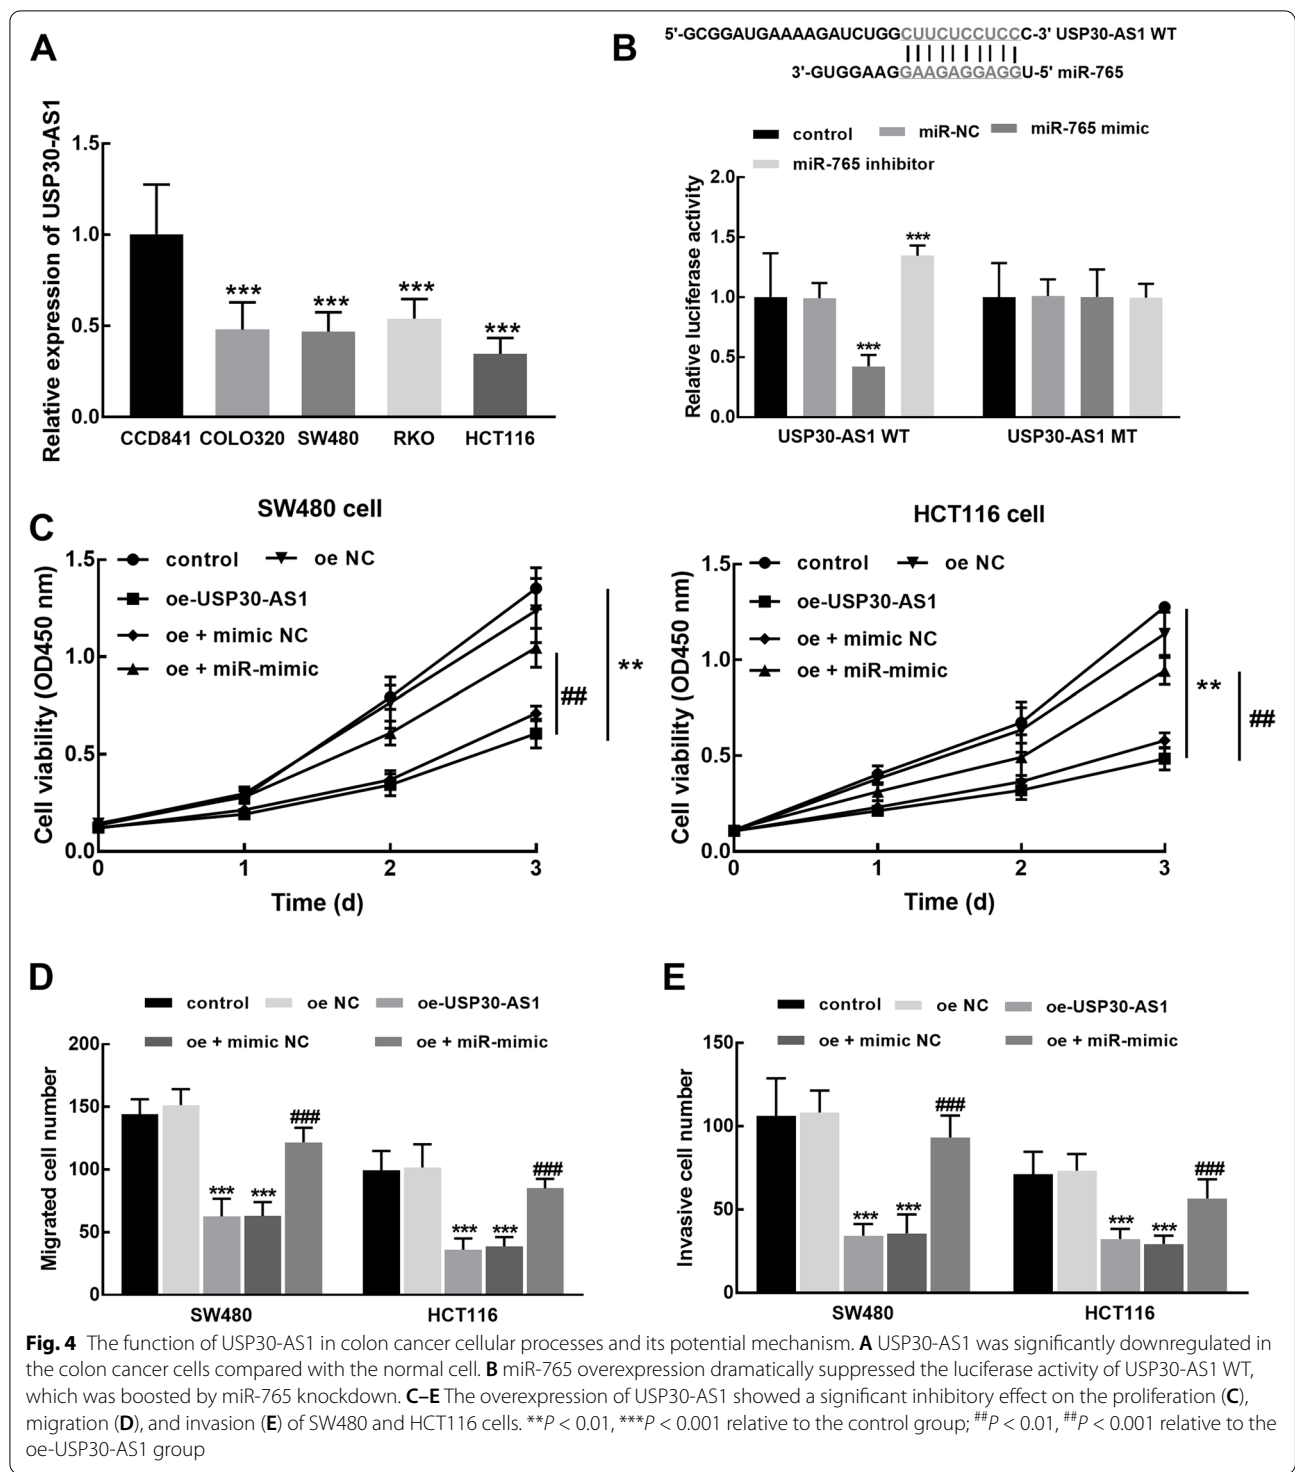 A
Relative expression of USP30-AS1
1.5
1.0
0.5
0.0
***
***
***
***
CCD841 COLO320 SW480 RKO HCT116
B
5'-GCGGAUGAAAAGAUCUGGCUUCUCCUCCC-3' USP30-AS1 WT
3'-GUGGAAGGAAGAGGAGGU-5' miR-765
control miR-NC miR-765 mimic
miR-765 inhibitor
Relative luciferase activity
2.0
1.5
1.0
0.5
0.0
***
***
USP30-AS1 WT USP30-AS1 MT
C
SW480 cell
control oe NC
oe-USP30-AS1
oe + mimic NC
oe + miR-mimic
Cell viability (OD450 nm)
1.5
1.0
0.5
0.0
0 1 2 3
Time (d)
##
**
HCT116 cell
control oe NC
oe-USP30-AS1
oe + mimic NC
oe + miR-mimic
Cell viability (OD450 nm)
1.5
1.0
0.5
0.0
0 1 2 3
Time (d)
**
##
D
control oe NC oe-USP30-AS1
oe + mimic NC oe + miR-mimic
Migrated cell number
200
150
100
50
0
*** *** ###
*** *** ###
SW480 HCT116
E
control oe NC oe-USP30-AS1
oe + mimic NC oe + miR-mimic
Invasive cell number
150
100
50
0
*** *** ###
*** *** ###
SW480 HCT116
Fig. 4 The function of USP30-AS1 in colon cancer cellular processes and its potential mechanism. A USP30-AS1 was significantly downregulated in
the colon cancer cells compared with the normal cell. B miR-765 overexpression dramatically suppressed the luciferase activity of USP30-AS1 WT,
which was boosted by miR-765 knockdown. C–E The overexpression of USP30-AS1 showed a significant inhibitory effect on the proliferation (C),
migration (D), and invasion (E) of SW480 and HCT116 cells. **P < 0.01, ***P < 0.001 relative to the control group; ##P < 0.01, ##P < 0.001 relative to the
oe-USP30-AS1 group